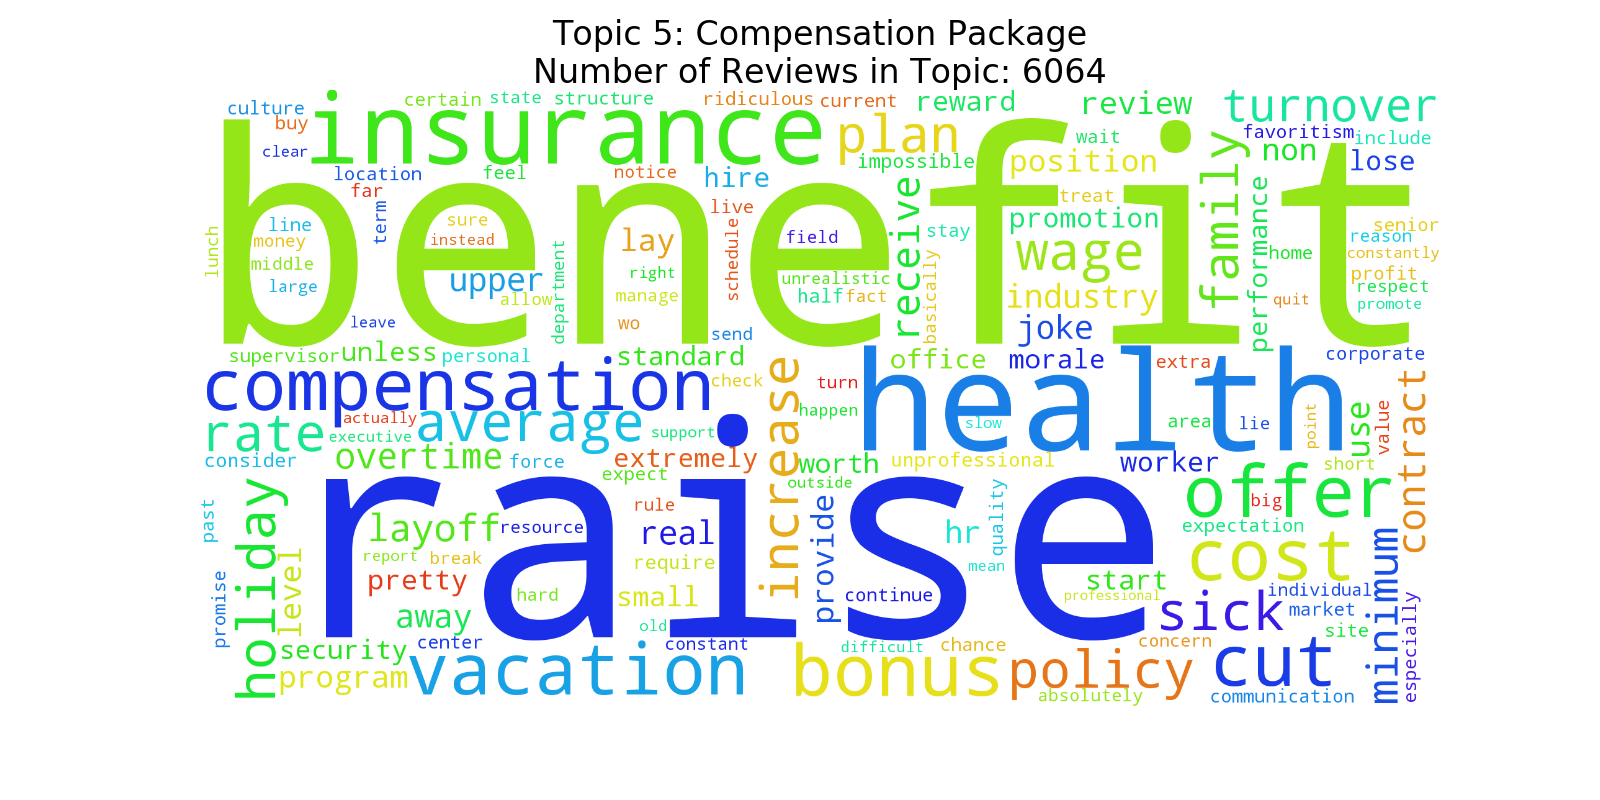 Topic 5: Compensation Package
Number of Reviews in Topic: 6064
culture
certain
state
structure
ridiculous
current
reward
review
turnover
buy
insurance
plan
wait
favoritism
include
clear
impossible
position
non
lose
location
feel
notice
hire
far
treat
family
benefit
term
live
receive
promotion
performance
senior
lunch
line
sure
money
instead
lay
field
stay
wage
home
reason
constantly
middle
upper
department
right
schedule
unrealistic
basically
profit
large
allow
manage
half
fact
industry
quit
respect
promote
leave
wo
send
joke
supervisor
unless
personal
standard
office
morale
extra
corporate
compensation
check
turn
health
contract
actually
average
increase
happen
slow
area
lie
point
use
value
rate
executive
support
consider
overtime
force
extremely
worth
unprofessional
worker
short
expect
outside
offer
big
past
holiday
raise
rule
layoff
resource
real
provide
hr
quality
expectation
level
report
break
require
mean
cost
minimum
promise
pretty
hard
small
continue
start
professional
individual
away
old
sick
market
especially
site
security
center
constant
difficult
chance
concern
program
vacation
bonus
policy
cut
absolutely
communication